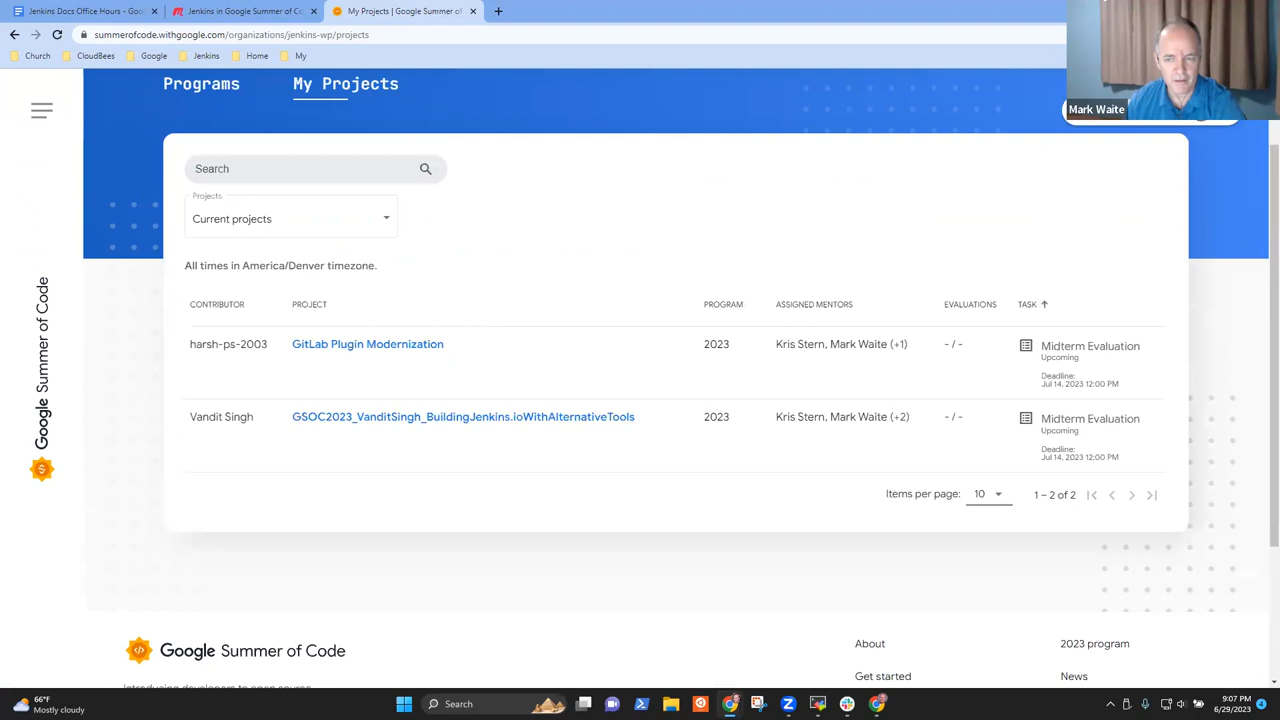 Jenkins Docs Office Hours - Goo
My Projects | Google Summer of
summerofcode.withgoogle.com/organizations/jenkins-wp/projects
Church
CloudBees
Google
Jenkins
Home
My
Mark Waite
Programs
My Projects
Search
Projects
Current projects
All times in America/Denver timezone.
CONTRIBUTOR PROJECT PROGRAM ASSIGNED MENTORS EVALUATIONS TASK
harsh-ps-2003 GitLab Plugin Modernization 2023 Kris Stern, Mark Waite (+1) - / - Midterm Evaluation
Upcoming
Deadline:
Jul 14, 2023 12:00 PM
Vandit Singh GSOC2023_VanditSingh_BuildingJenkins.ioWithAlternativeTools 2023 Kris Stern, Mark Waite (+2) - / - Midterm Evaluation
Upcoming
Deadline:
Jul 14, 2023 12:00 PM
Items per page: 10 1 – 2 of 2
Google Summer of Code
Google Summer of Code
About
2023 program
Get started
News
66°F
Mostly cloudy
Search
9:07 PM
6/29/2023